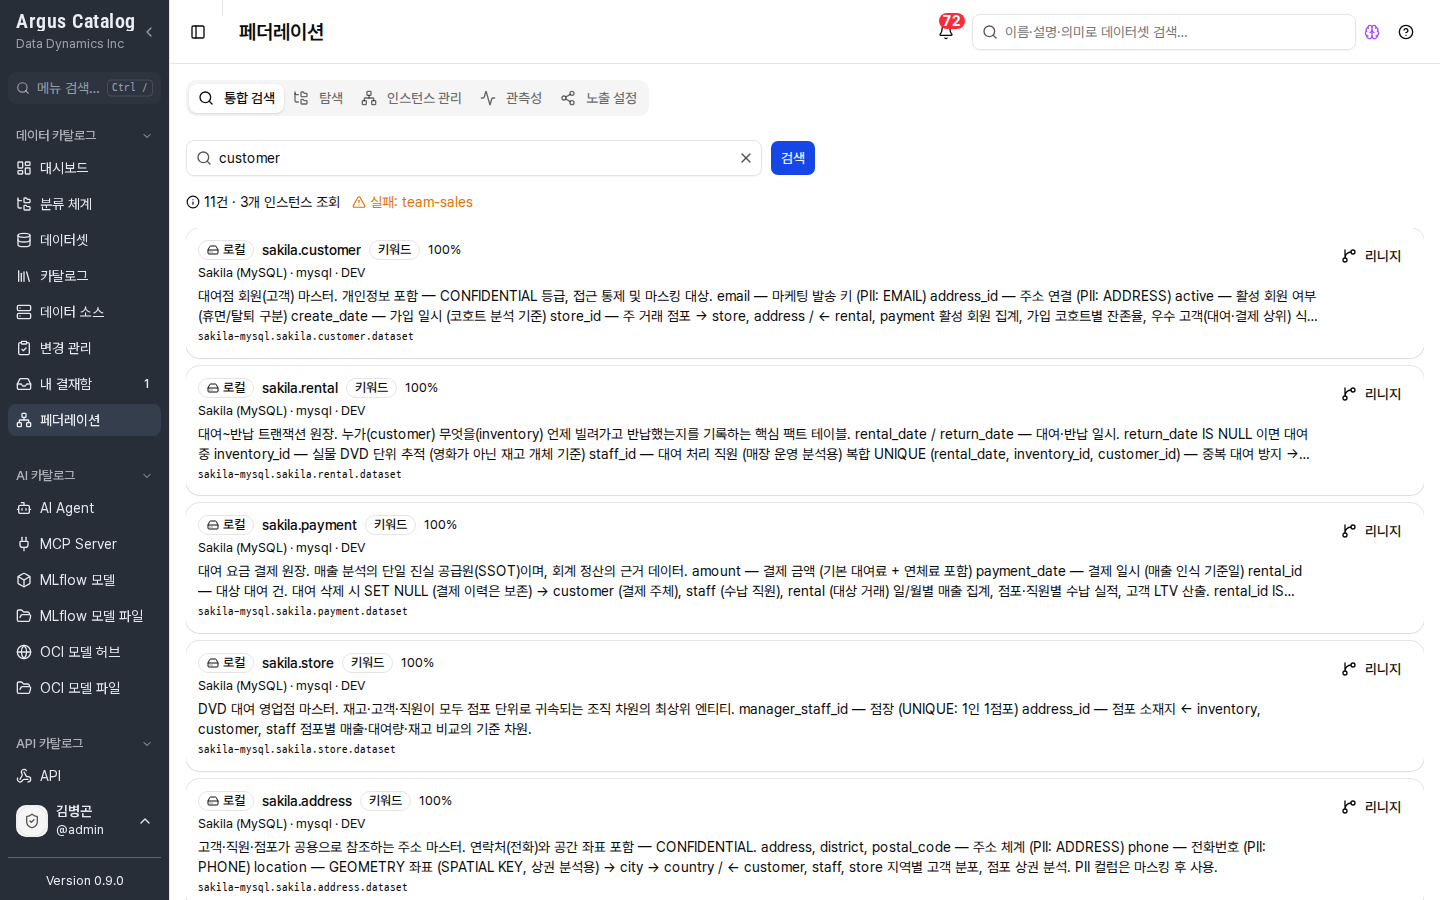 Argus Catalog
Data Dynamics Inc
메뉴 검색... Ctrl /
데이터 카탈로그
대시보드
분류 체계
데이터셋
카탈로그
데이터 소스
변경 관리
내 결재함 1
페더레이션
AI 카탈로그
AI Agent
MCP Server
MLflow 모델
MLflow 모델 파일
OCI 모델 허브
OCI 모델 파일
API 카탈로그
API
김병곤
@admin
Version 0.9.0
페더레이션
72
이름·설명·의미로 데이터셋 검색...
통합 검색 탐색 인스턴스 관리 관측성 노출 설정
customer 검색
11건 · 3개 인스턴스 조회 실패: team-sales
로컬 sakila.customer 키워드 100% 리니지
Sakila (MySQL) · mysql · DEV
대여점 회원(고객) 마스터. 개인정보 포함 — CONFIDENTIAL 등급, 접근 통제 및 마스킹 대상. email — 마케팅 발송 키 (PII: EMAIL) address_id — 주소 연결 (PII: ADDRESS) active — 활성 회원 여부
(휴면/탈퇴 구분) create_date — 가입 일시 (코호트 분석 기준) store_id — 주 거래 점포 → store, address / ← rental, payment 활성 회원 집계, 가입 코호트별 잔존율, 우수 고객(대여·결제 상위) 식...
sakila-mysql.sakila.customer.dataset
로컬 sakila.rental 키워드 100% 리니지
Sakila (MySQL) · mysql · DEV
대여~반납 트랜잭션 원장. 누가(customer) 무엇을(inventory) 언제 빌려가고 반납했는지를 기록하는 핵심 팩트 테이블. rental_date / return_date — 대여·반납 일시. return_date IS NULL 이면 대여
중 inventory_id — 실물 DVD 단위 추적 (영화가 아닌 재고 개체 기준) staff_id — 대여 처리 직원 (매장 운영 분석용) 복합 UNIQUE (rental_date, inventory_id, customer_id) — 중복 대여 방지 →...
sakila-mysql.sakila.rental.dataset
로컬 sakila.payment 키워드 100% 리니지
Sakila (MySQL) · mysql · DEV
대여 요금 결제 원장. 매출 분석의 단일 진실 공급원(SSOT)이며, 회계 정산의 근거 데이터. amount — 결제 금액 (기본 대여료 + 연체료 포함) payment_date — 결제 일시 (매출 인식 기준일) rental_id
— 대상 대여 건. 대여 삭제 시 SET NULL (결제 이력은 보존) → customer (결제 주체), staff (수납 직원), rental (대상 거래) 일/월별 매출 집계, 점포·직원별 수납 실적, 고객 LTV 산출. rental_id IS...
sakila-mysql.sakila.payment.dataset
로컬 sakila.store 키워드 100% 리니지
Sakila (MySQL) · mysql · DEV
DVD 대여 영업점 마스터. 재고·고객·직원이 모두 점포 단위로 귀속되는 조직 차원의 최상위 엔티티. manager_staff_id — 점장 (UNIQUE: 1인 1점포) address_id — 점포 소재지 ← inventory,
customer, staff 점포별 매출·대여량·재고 비교의 기준 차원.
sakila-mysql.sakila.store.dataset
로컬 sakila.address 키워드 100% 리니지
Sakila (MySQL) · mysql · DEV
고객·직원·점포가 공용으로 참조하는 주소 마스터. 연락처(전화)와 공간 좌표 포함 — CONFIDENTIAL. address, district, postal_code — 주소 체계 (PII: ADDRESS) phone — 전화번호 (PII:
PHONE) location — GEOMETRY 좌표 (SPATIAL KEY, 상권 분석용) → city → country / ← customer, staff, store 지역별 고객 분포, 점포 상권 분석. PII 컬럼은 마스킹 후 사용.
sakila-mysql.sakila.address.dataset